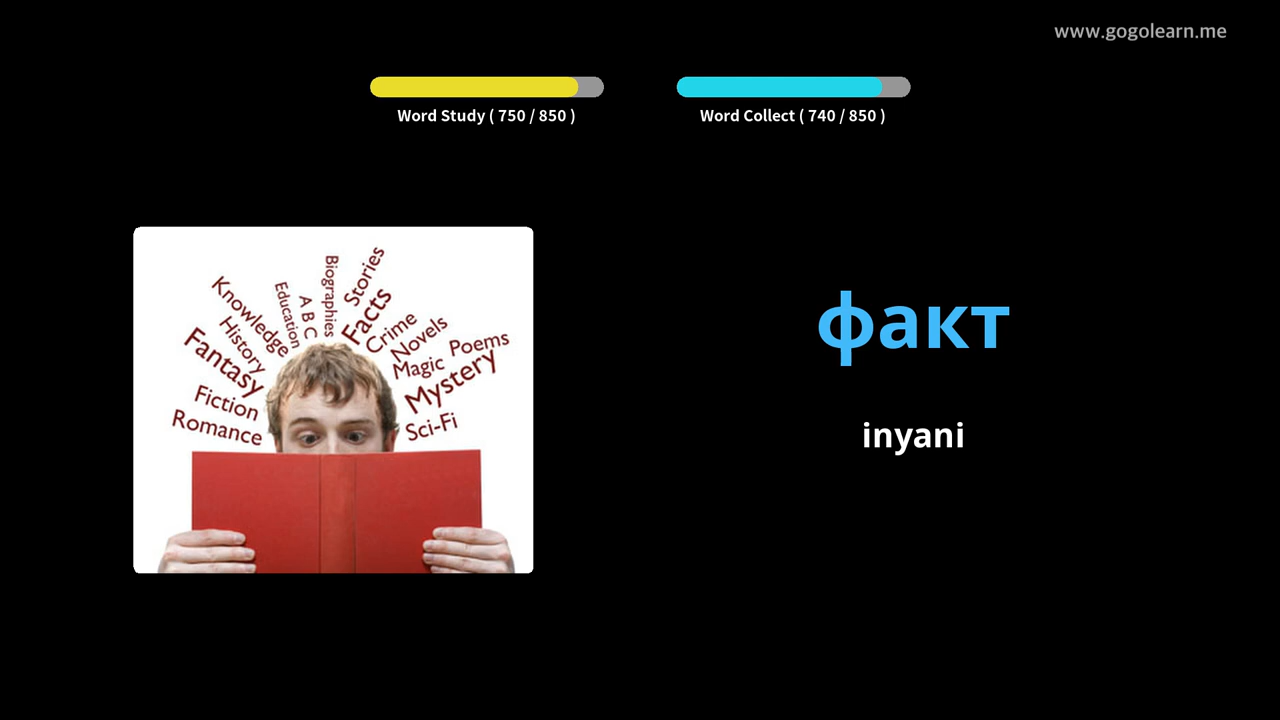 www.gogolearn.me
Word Study ( 750 / 850 )
Word Collect ( 740 / 850 )
Knowledge
History
Fantasy
Fiction
Romance
Education
A B C
Biographies
Stories
Facts
Crime
Novels
Magic
Poems
Mystery
Sci-Fi
факт
inyani